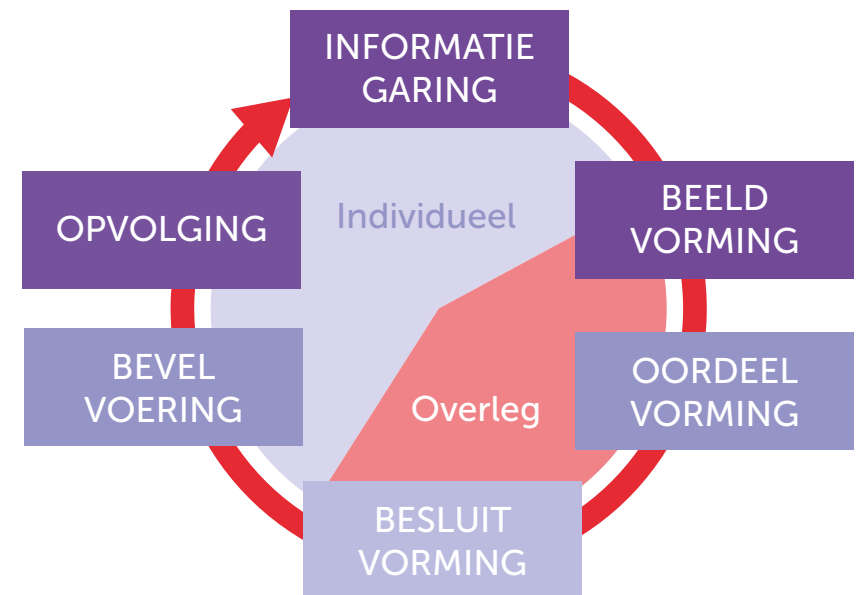 INFORMATIE
GARING
BEELD
VORMING
OORDEEL
VORMING
BESLUIT
VORMING
BEVEL
VOERING
OPVOLGING
Individueel
Overleg